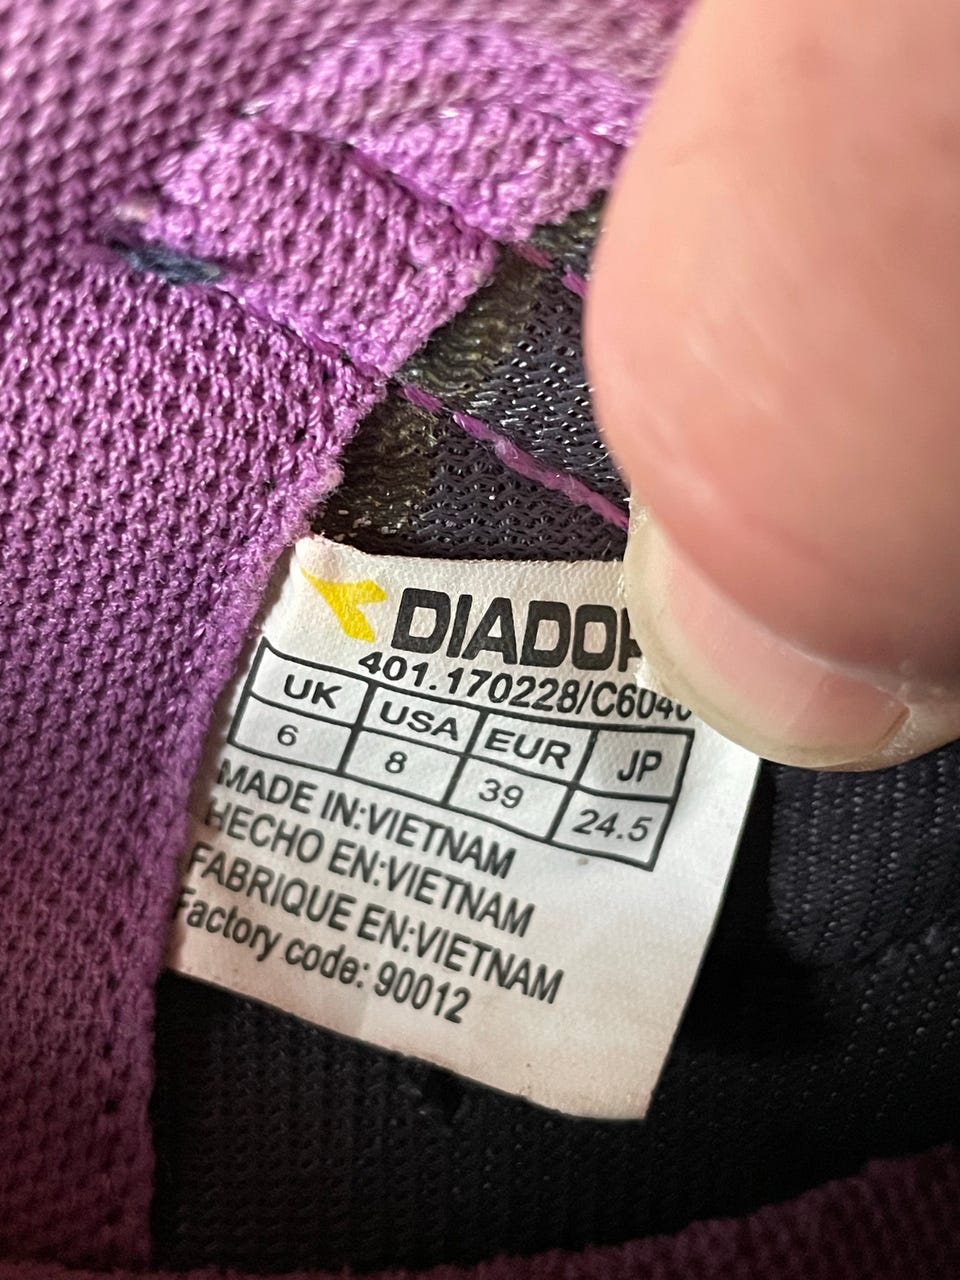 DIADO
401.170228/C6040
UK USA EUR JP
6 8 39 24.5
MADE IN:VIETNAM
HECHO EN:VIETNAM
FABRIQUE EN:VIETNAM
Factory code: 90012